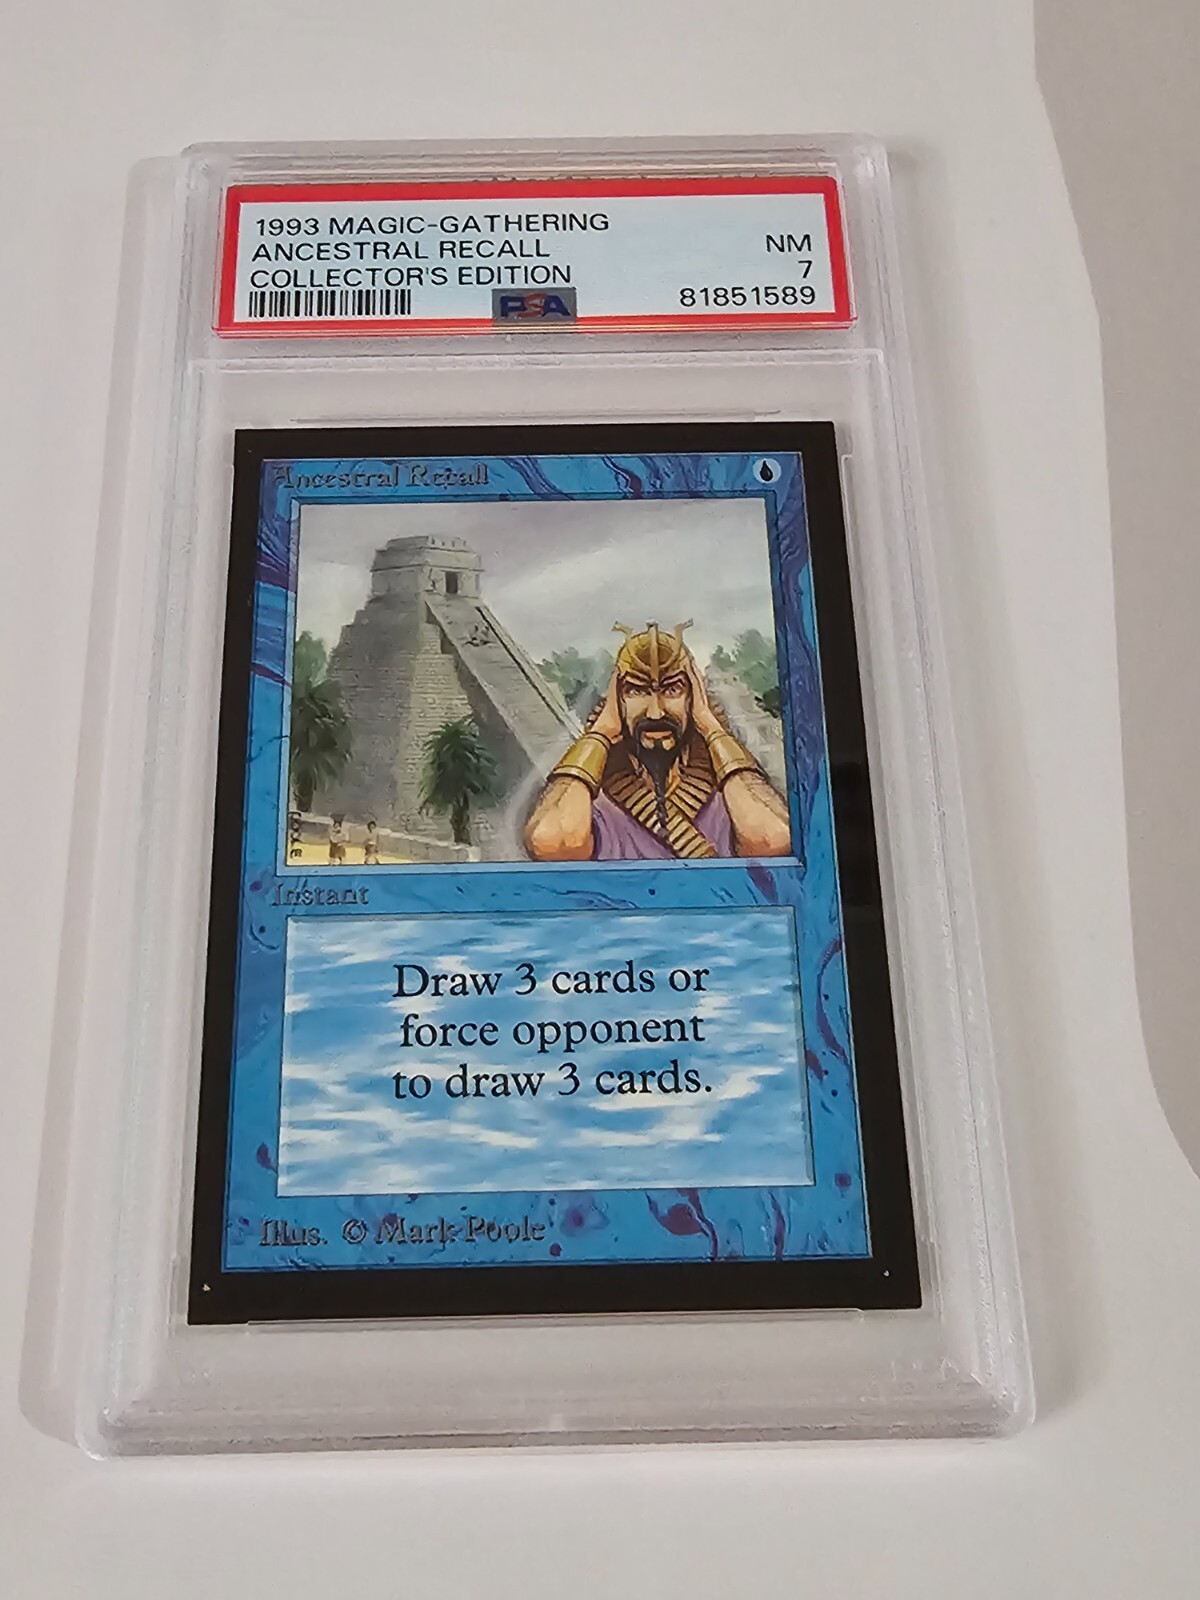 1993 MAGIC-GATHERING
ANCESTRAL RECALL
COLLECTOR'S EDITION
NM
7
81851589
PSA
Ancestral Recall
POOLE
Instant
Draw 3 cards or
force opponent
to draw 3 cards.
Illus. © Mark Poole